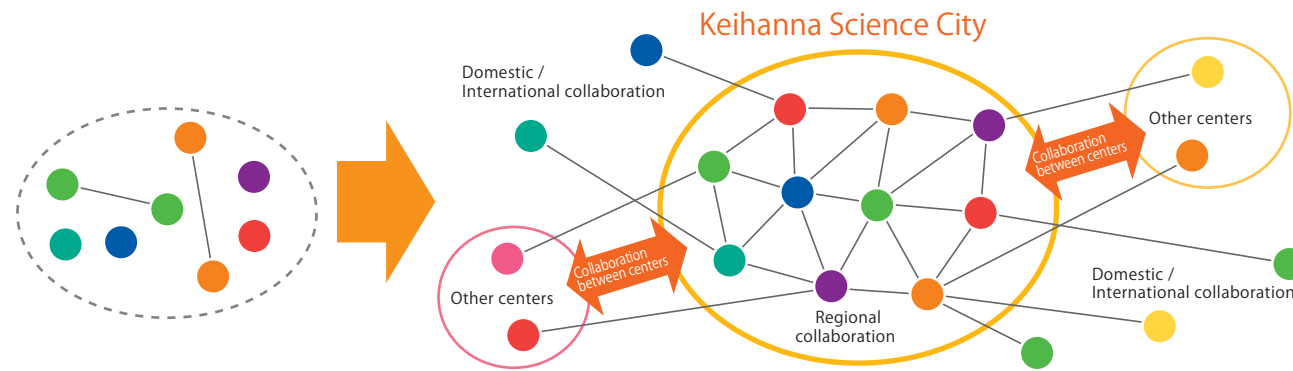 Keihanna Science City
Domestic /
International collaboration
Other centers
Collaboration
between centers
Collaboration
between centers
Other centers
Regional
collaboration
Domestic /
International collaboration